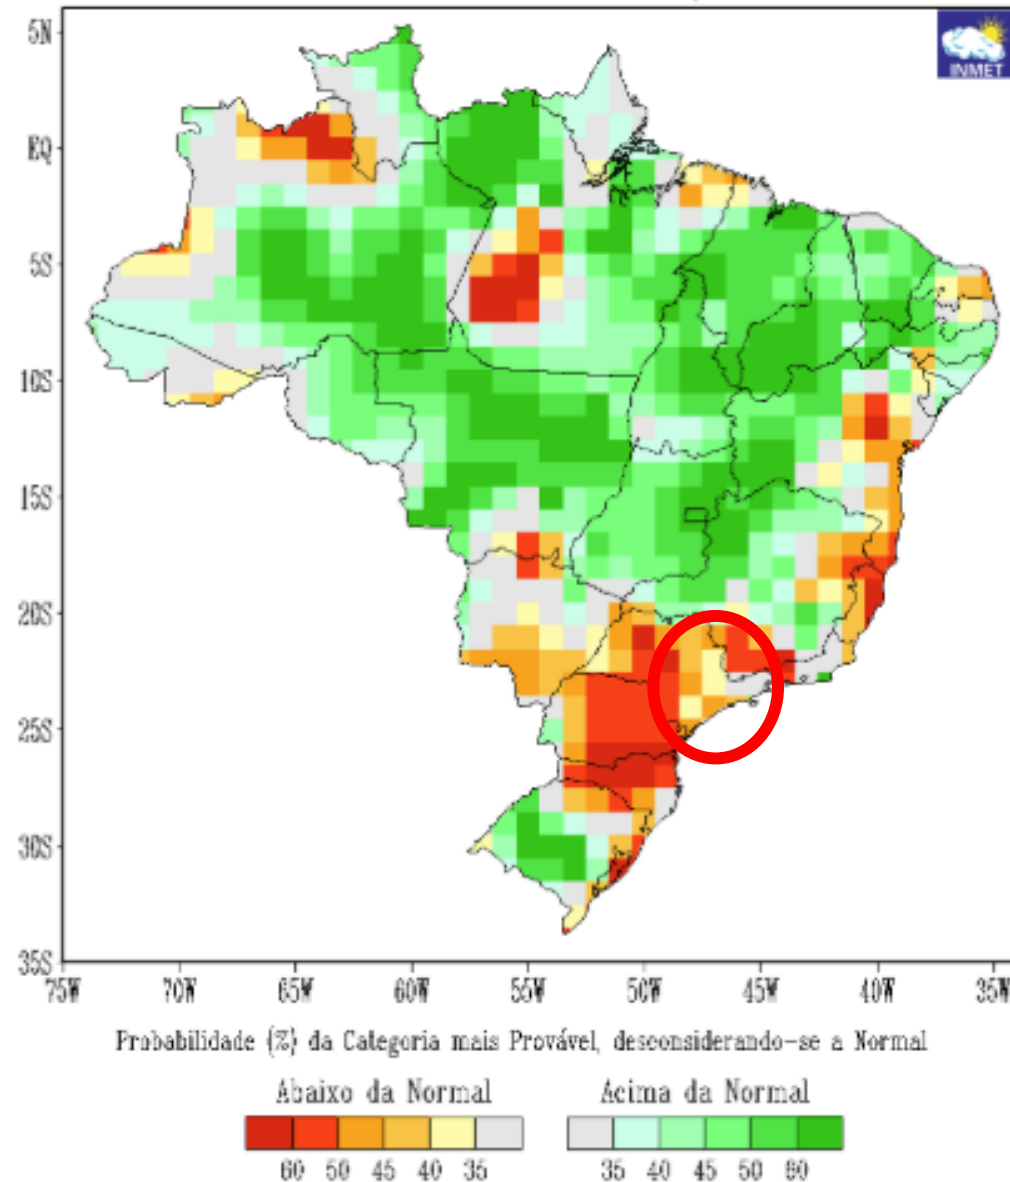 INMET
5N
EQ
5S
10S
15S
20S
25S
30S
35S
75W 70W 65W 60W 55W 50W 45W 40W 35W
Probabilidade (%) da Categoria mais Provável, desconsiderando-se a Normal
Abaixo da Normal Acima da Normal
60 50 45 40 35 35 40 45 50 60